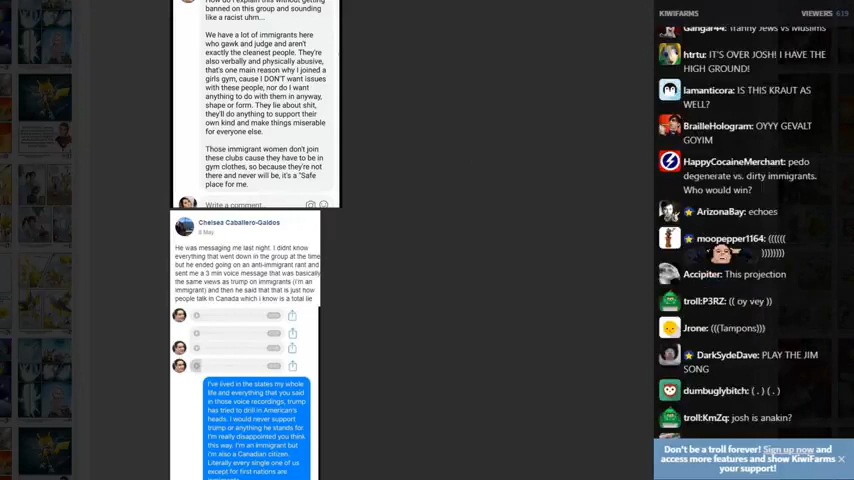 How do I explain this without getting
banned on this group and sounding
like a racist uhm...
We have a lot of immigrants here
who gawk and judge and aren't
exactly the cleanest people. They're
also verbally and physically abusive,
that's one main reason why I joined a
girls gym, cause I DON'T want issues
with these people, nor do I want
anything to do with them in anyway,
shape or form. They lie about shit,
they'll do anything to support their
own kind and make things miserable
for everyone else.
Those immigrant women don't join
these clubs cause they have to be in
gym clothes, so because they're not
there and never will be, it's a "Safe
place for me.
Write a comment...
Chelsea Caballero-Galdos
8 May
He was messaging me last night. I didnt know
everything that went down in the group at the time
but he ended going on an anti-immigrant rant and
sent me a 3 min voice message that was basically
the same views as trump on immigrants (i'm an
immigrant) and then he said that that is just how
people talk in Canada which i know is a total lie
I've lived in the states my whole
life and everything that you said
in those voice recordings, trump
has tried to drill in American's
heads. I would never support
trump or anything he stands for
I'm really disappointed you think
this way. I'm an immigrant but
i'm also a Canadian citizen.
Literally every single one of us
except for first nations are
immigrants
KIWIFARMS
VIEWERS 619
Gangar44: tranny Jews vs Muslims
htrtu: IT'S OVER JOSH! I HAVE THE
HIGH GROUND!
lamanticora: IS THIS KRAUT AS
WELL?
BrailleHologram: OYYY GEVALT
GOYIM
HappyCocaineMerchant: pedo
degenerate vs. dirty immigrants.
Who would win?
ArizonaBay: echoes
moopepper1164: ((((((
))))))))
Accipiter: This projection
troll:P3RZ: (( oy vey ))
Jrone: (((Tampons)))
DarkSydeDave: PLAY THE JIM
SONG
dumbuglybitch: ( . ) ( . )
troll:KmZq: josh is anakin?
Don't be a troll forever! Sign up now and
access more features and show KiwiFarms
your support!